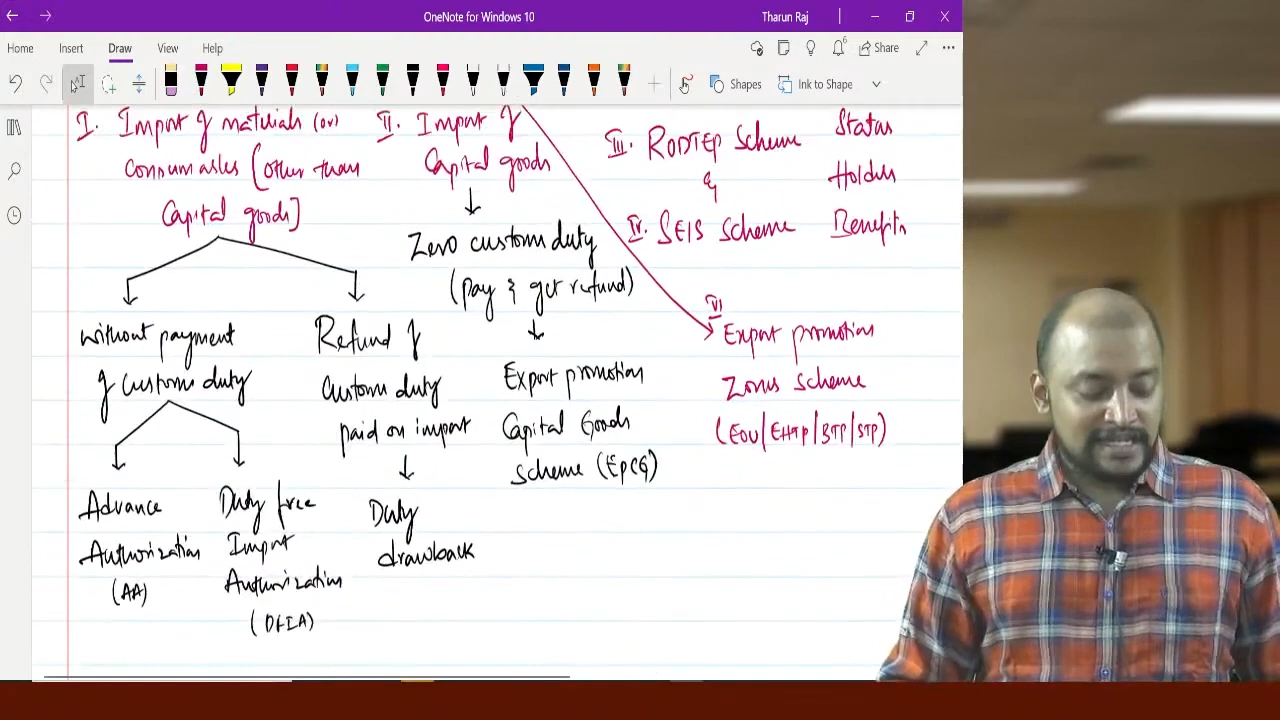 OneNote for Windows 10
Tharun Raj
Home Insert Draw View Help
6
Share
Shapes
Ink to Shape
I. Import of materials (or)
Consumables (other than
Capital goods]
II. Import of
Capital goods
Zero custom duty
(pay & get refund)
Export promotion
Capital Goods
Scheme (EPCG)
III. RODTEP Scheme
&
IV. SEIS Scheme
Status
Holders
Benefits
VI
Export promotion
Zones scheme
(EOU/EHTP/STP/BTP)
without payment
of custom duty
Refund of
Custom duty
paid on import
Advance
Authorization
(AA)
Duty free
Import
Authorization
(DFIA)
Duty
drawback